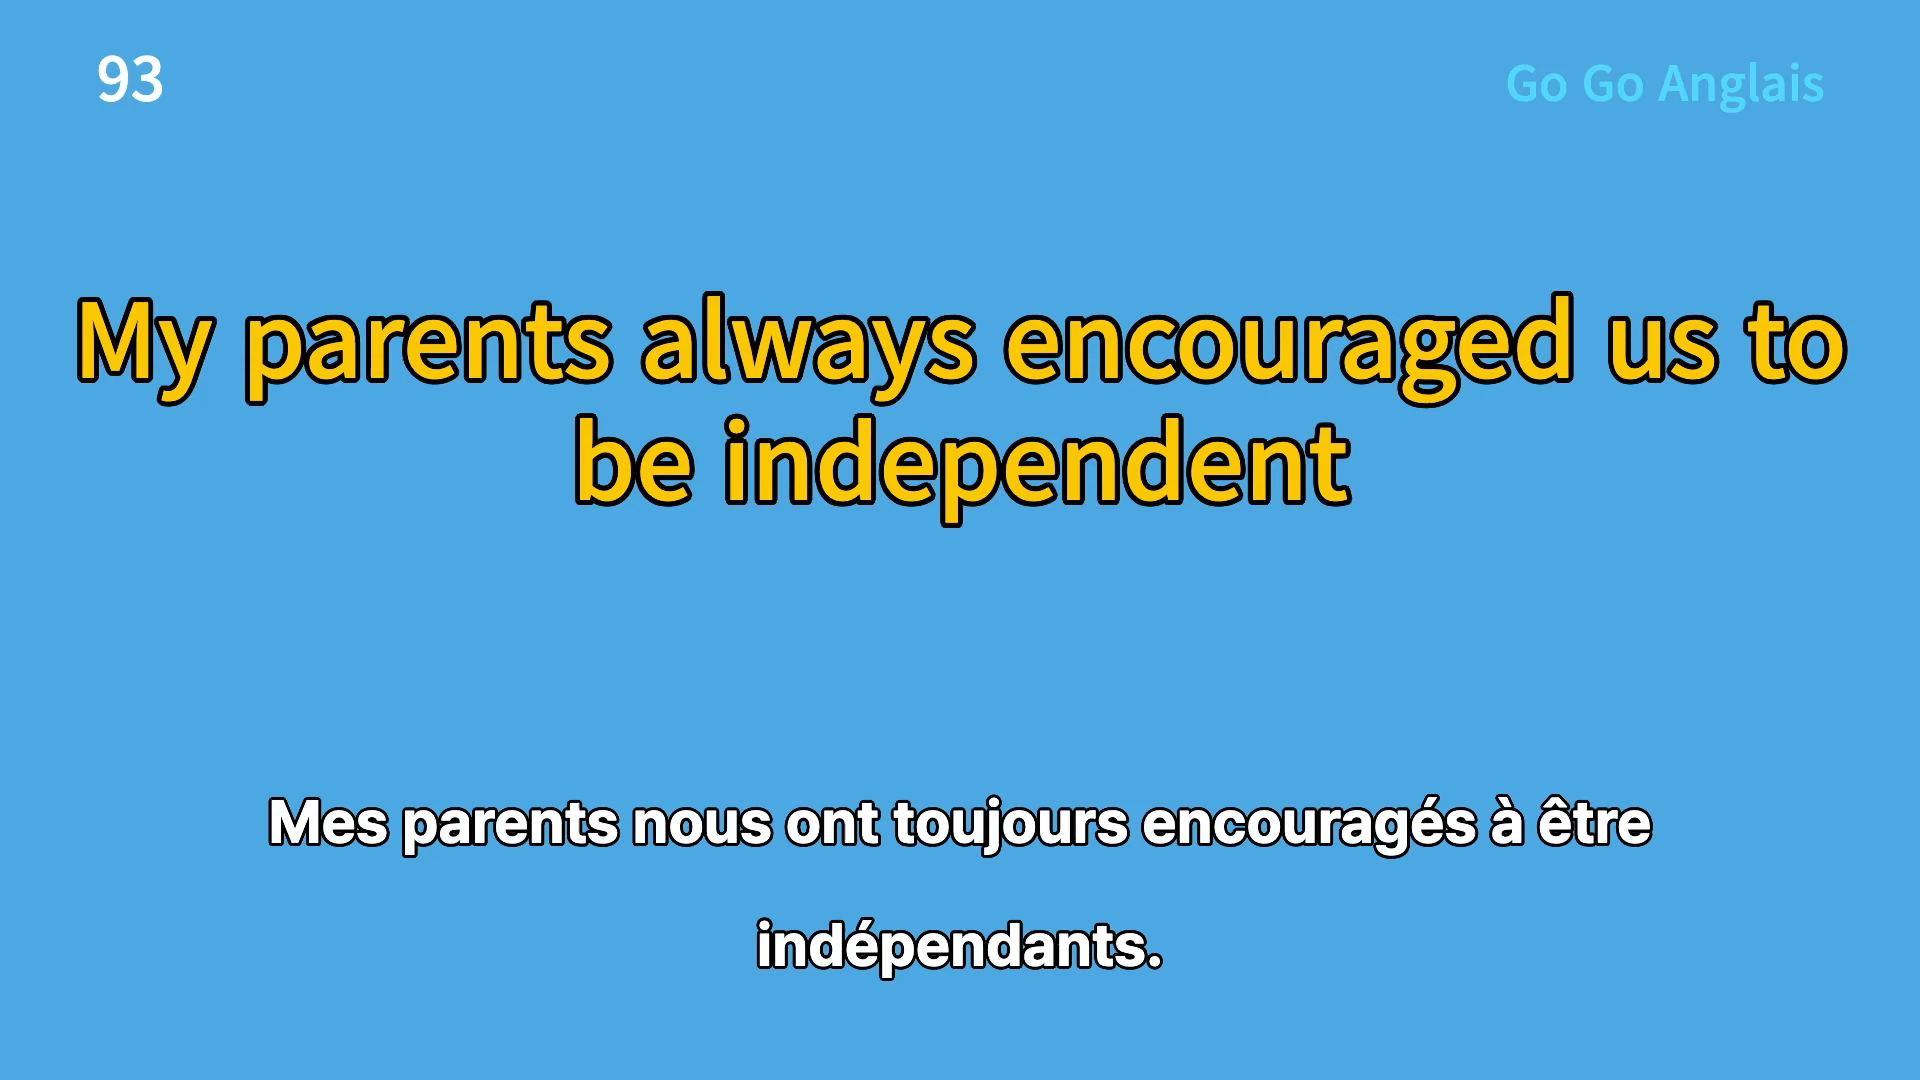 93
Go Go Anglais
My parents always encouraged us to
be independent
Mes parents nous ont toujours encouragés à être
indépendants.